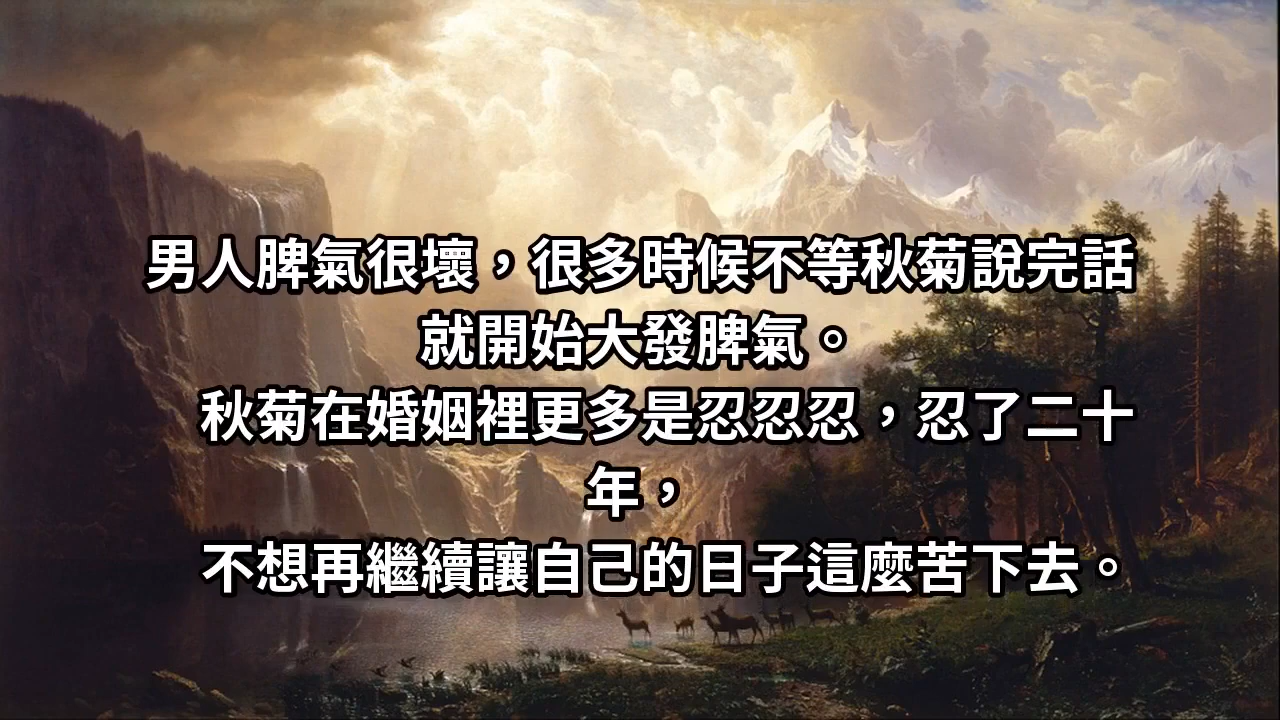 男人脾氣很壞，很多時候不等秋菊說完話
就開始大發脾氣。
秋菊在婚姻裡更多是忍忍忍，忍了二十
年，
不想再繼續讓自己的日子這麼苦下去。